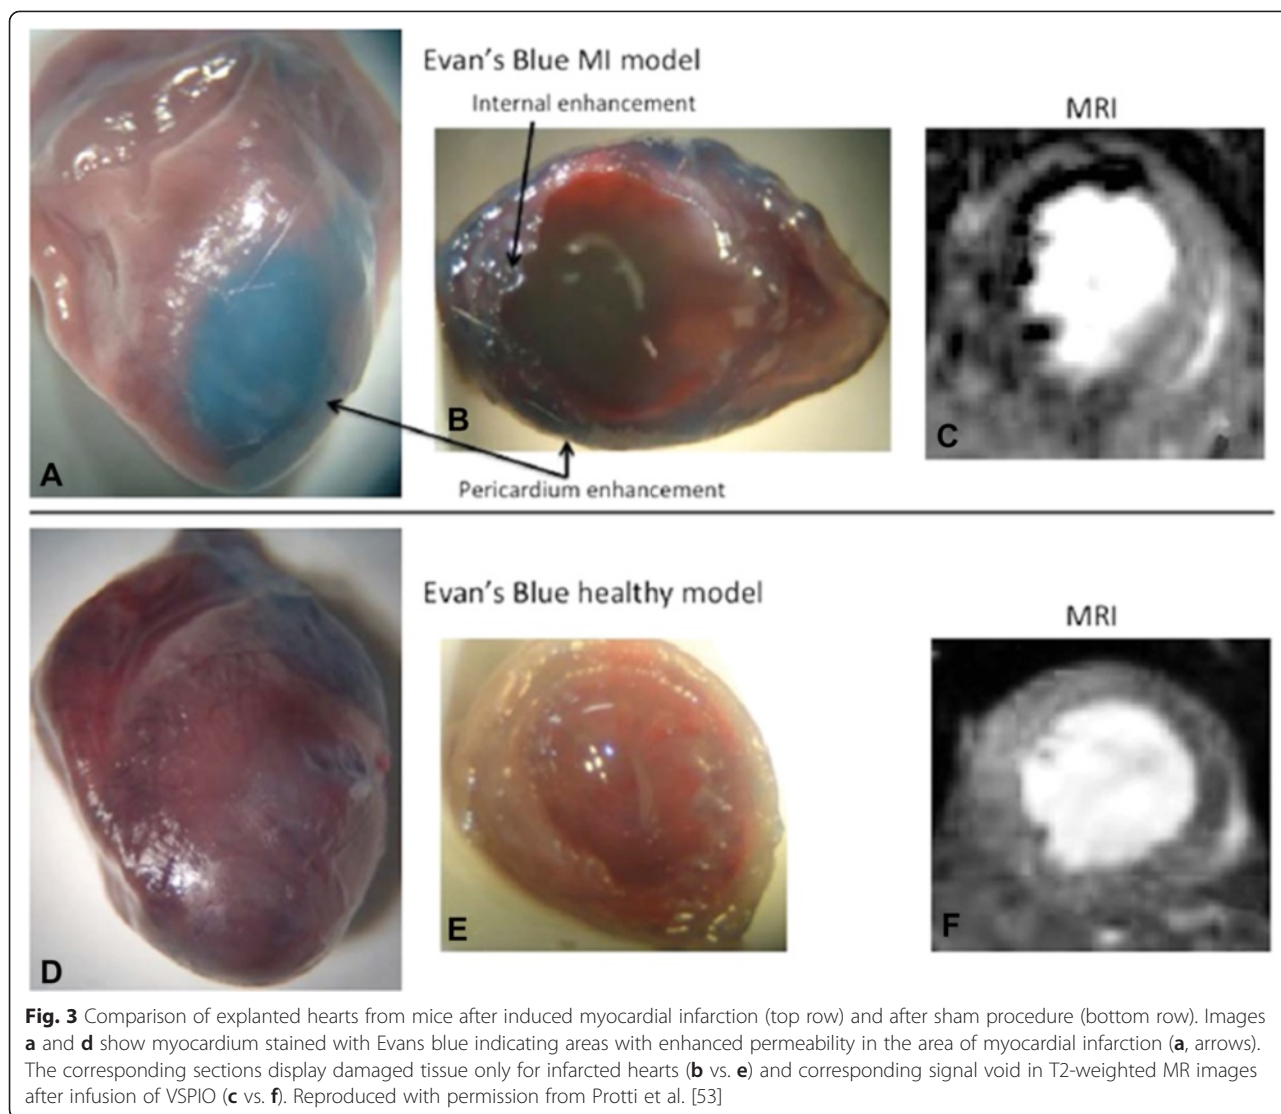 Evan's Blue MI model
Internal enhancement
MRI
A
B
C
Pericardium enhancement
Evan's Blue healthy model
MRI
D
E
F
Fig. 3 Comparison of explanted hearts from mice after induced myocardial infarction (top row) and after sham procedure (bottom row). Images
a and d show myocardium stained with Evans blue indicating areas with enhanced permeability in the area of myocardial infarction (a, arrows).
The corresponding sections display damaged tissue only for infarcted hearts (b vs. e) and corresponding signal void in T2-weighted MR images
after infusion of VSPIO (c vs. f). Reproduced with permission from Protti et al. [53]